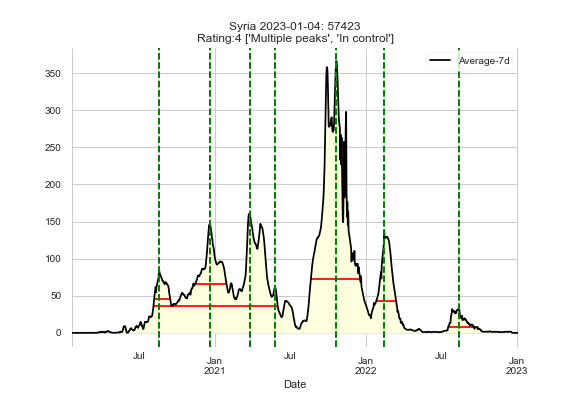 Syria 2023-01-04: 57423
Rating:4 ['Multiple peaks', 'In control']
Average-7d
350
300
250
200
150
100
50
0
Jul
Jan
2021
Jul
Jan
2022
Jul
Jan
2023
Date